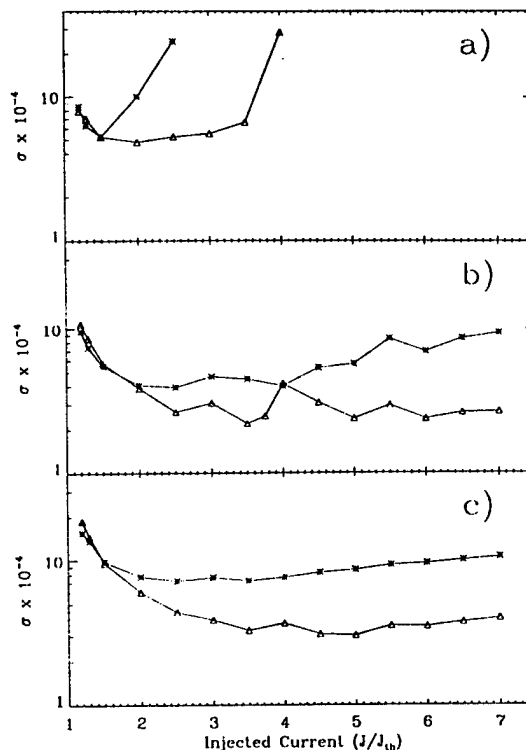 a)
10
σ x 10⁻⁴
1
b)
10
σ x 10⁻⁴
1
c)
10
σ x 10⁻⁴
1
1 2 3 4 5 6 7
Injected Current (J/J_th)